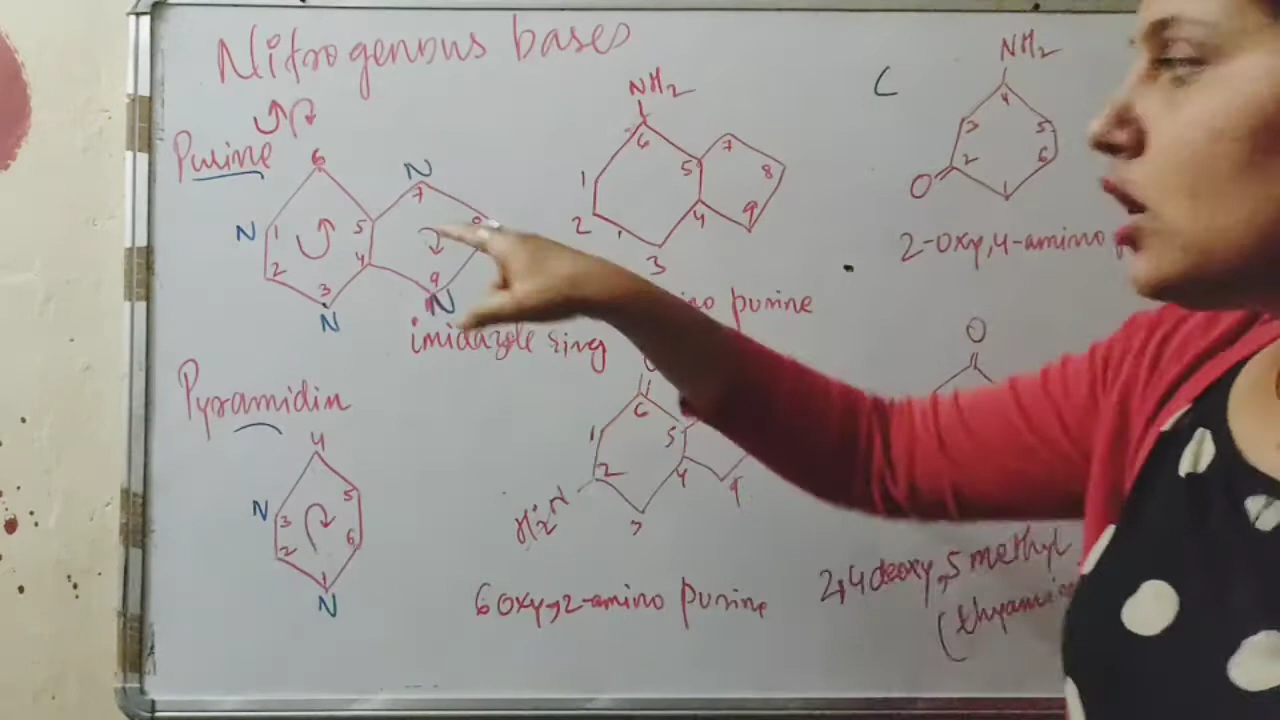 Nitrogenous bases
Purine
6
N
7
N
1
5
2
4
3
9
N
N
imidazole ring
Pyramidin
4
N
3
5
2
6
1
N
NH2
6
7
1
5
8
2
4
9
1
3
purine
6
1
5
2
4
3
9
H2N
6 oxy, 2-amino purine
C
NH2
4
3
5
2
6
O
1
2-oxy, 4-amino
O
2,4 deoxy, 5 methyl